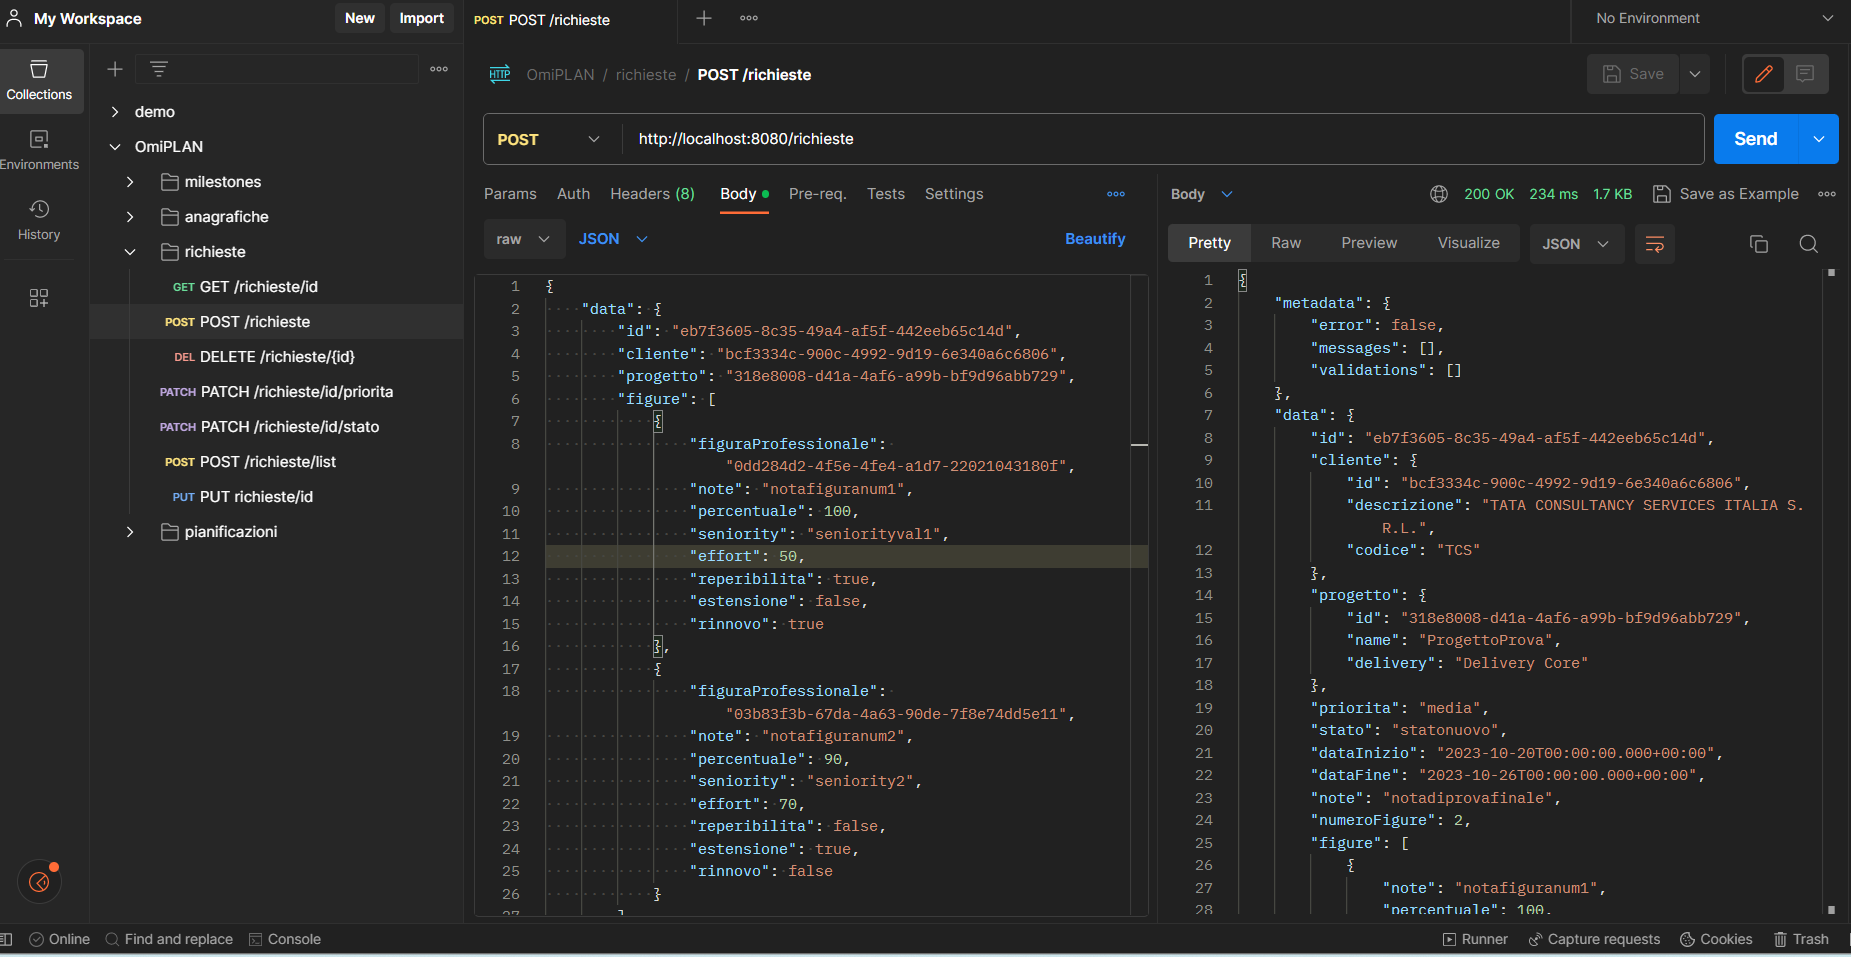 My Workspace
New
Import
POST POST /richieste
No Environment
Collections
Environments
History
demo
OmiPLAN
milestones
anagrafiche
richieste
GET GET /richieste/id
POST POST /richieste
DEL DELETE /richieste/{id}
PATCH PATCH /richieste/id/priorita
PATCH PATCH /richieste/id/stato
POST POST /richieste/list
PUT PUT richieste/id
pianificazioni
HTTP OmiPLAN / richieste / POST /richieste
Save
POST http://localhost:8080/richieste
Send
Params Auth Headers (8) Body Pre-req. Tests Settings
raw JSON Beautify
1 {
2 "data": {
3 "id": "eb7f3605-8c35-49a4-af5f-442eeb65c14d",
4 "cliente": "bcf3334c-900c-4992-9d19-6e340a6c6806",
5 "progetto": "318e8008-d41a-4af6-a99b-bf9d96abb729",
6 "figure": [
7 {
8 "figuraProfessionale":
"0dd284d2-4f5e-4fe4-a1d7-22021043180f",
9 "note": "notafiguranum1",
10 "percentuale": 100,
11 "seniority": "seniorityval1",
12 "effort": 50,
13 "reperibilita": true,
14 "estensione": false,
15 "rinnovo": true
16 },
17 {
18 "figuraProfessionale":
"03b83f3b-67da-4a63-90de-7f8e74dd5e11",
19 "note": "notafiguranum2",
20 "percentuale": 90,
21 "seniority": "seniority2",
22 "effort": 70,
23 "reperibilita": false,
24 "estensione": true,
25 "rinnovo": false
26 }
27 ]
Body
200 OK 234 ms 1.7 KB Save as Example
Pretty Raw Preview Visualize JSON
1 {
2 "metadata": {
3 "error": false,
4 "messages": [],
5 "validations": []
6 },
7 "data": {
8 "id": "eb7f3605-8c35-49a4-af5f-442eeb65c14d",
9 "cliente": {
10 "id": "bcf3334c-900c-4992-9d19-6e340a6c6806",
11 "descrizione": "TATA CONSULTANCY SERVICES ITALIA S.
R.L.",
12 "codice": "TCS"
13 },
14 "progetto": {
15 "id": "318e8008-d41a-4af6-a99b-bf9d96abb729",
16 "name": "ProgettoProva",
17 "delivery": "Delivery Core"
18 },
19 "priorita": "media",
20 "stato": "statonuovo",
21 "dataInizio": "2023-10-20T00:00:00.000+00:00",
22 "dataFine": "2023-10-26T00:00:00.000+00:00",
23 "note": "notadiprovafinale",
24 "numeroFigure": 2,
25 "figure": [
26 {
27 "note": "notafiguranum1",
28 "percentuale": 100,
Online
Find and replace
Console
Runner
Capture requests
Cookies
Trash